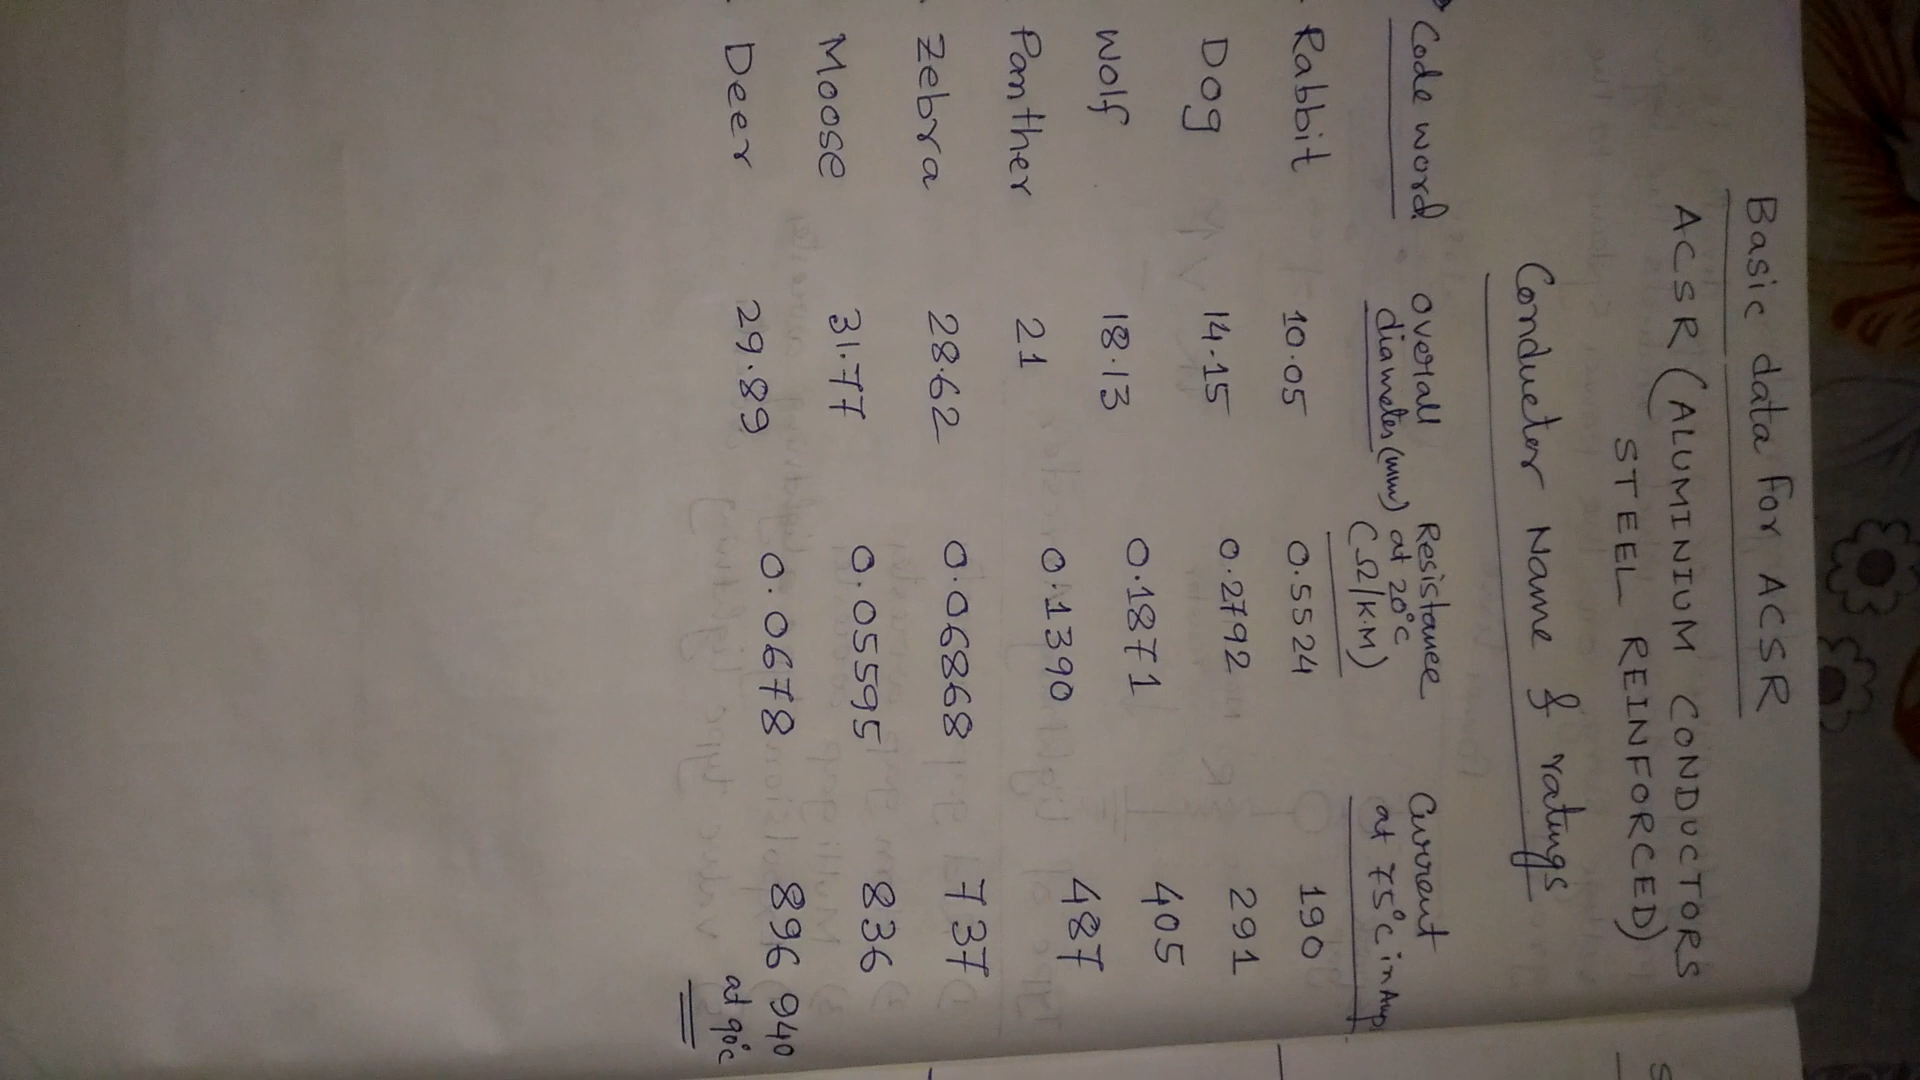 Basic data for ACSR
ACSR (ALUMINIUM CONDUCTORS
STEEL REINFORCED)
Conductor Name & ratings
Code word Overall diameter (mm) Resistance at 20°C (Ω/K.M) Current at 75°C in Amp.
Rabbit 10.05 0.5524 190
Dog 14.15 0.2792 291
Wolf 18.13 0.1871 405
Panther 21 0.1390 487
Zebra 28.62 0.06868 737
Moose 31.77 0.05595 836
Deer 29.89 0.0678 896 940
at 90°C